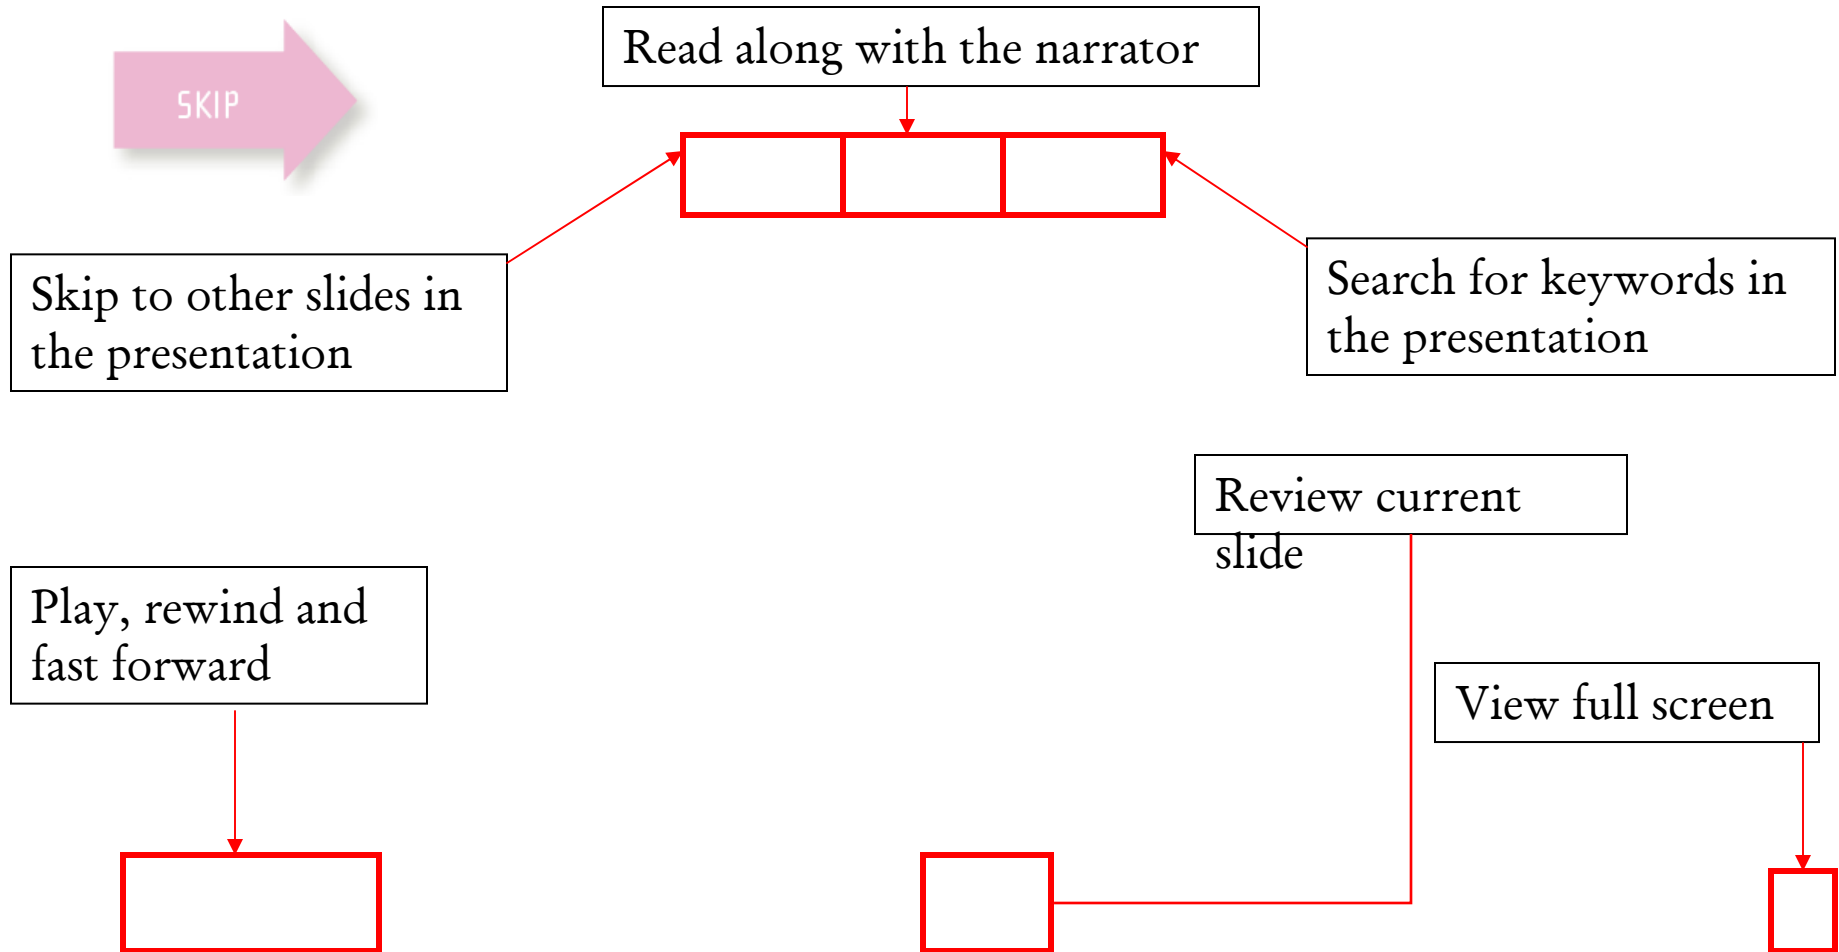 SKIP
Read along with the narrator
Skip to other slides in
the presentation
Search for keywords in
the presentation
Review current
slide
Play, rewind and
fast forward
View full screen